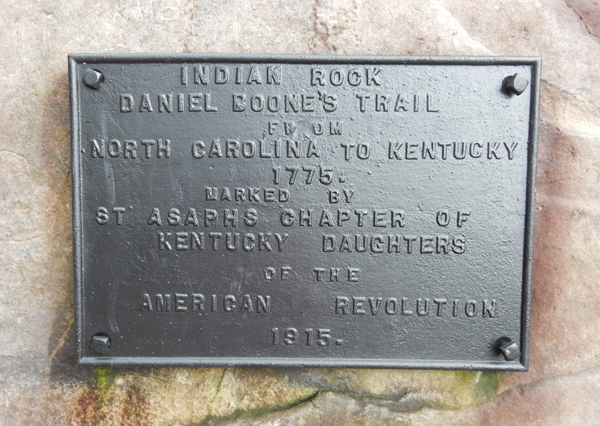 INDIAN ROCK
DANIEL BOONE'S TRAIL
FROM
NORTH CAROLINA TO KENTUCKY
1775.
MARKED BY
ST ASAPHS CHAPTER OF
KENTUCKY DAUGHTERS
OF THE
AMERICAN REVOLUTION
1915.